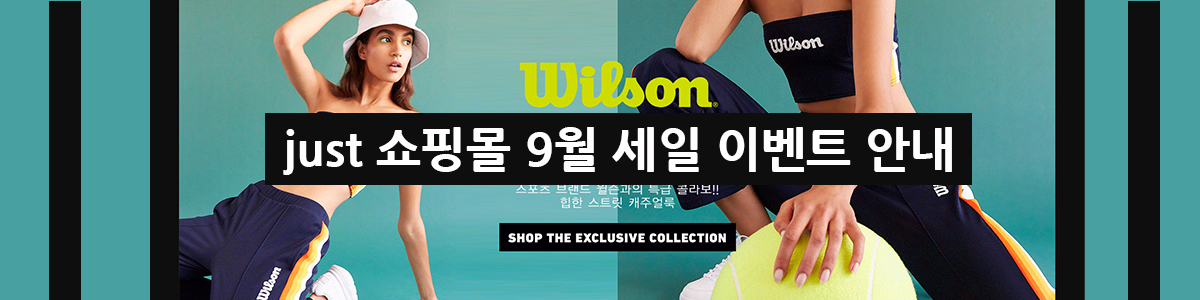 Wilson
Wilson®
just 쇼핑몰 9월 세일 이벤트 안내
스포츠 브랜드 윌슨과의 특급 콜라보!!
힙한 스트릿 캐주얼룩
SHOP THE EXCLUSIVE COLLECTION
Wilson